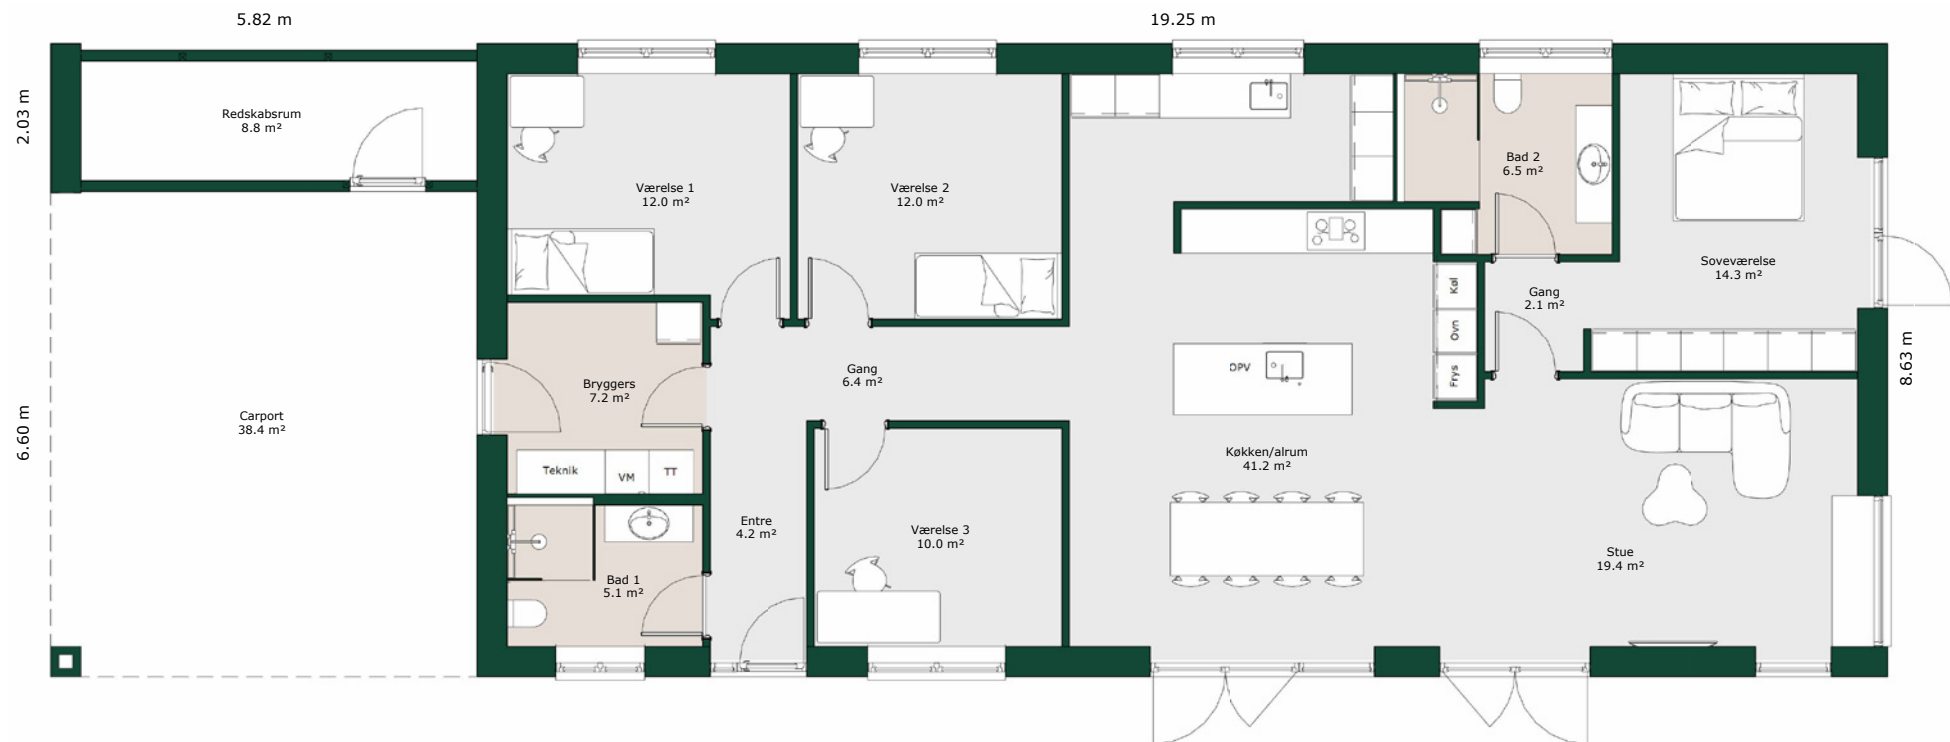 5.82 m
19.25 m
2.03 m
Redskabsrum
8.8 m²
Værelse 1
12.0 m²
Værelse 2
12.0 m²
Bad 2
6.5 m²
Soveværelse
14.3 m²
Gang
2.1 m²
Køl
Ovn
Frys
8.63 m
Gang
6.4 m²
OPV
Bryggers
7.2 m²
6.60 m
Carport
38.4 m²
Køkken/alrum
41.2 m²
Teknik
VM
TT
Entre
4.2 m²
Værelse 3
10.0 m²
Stue
19.4 m²
Bad 1
5.1 m²